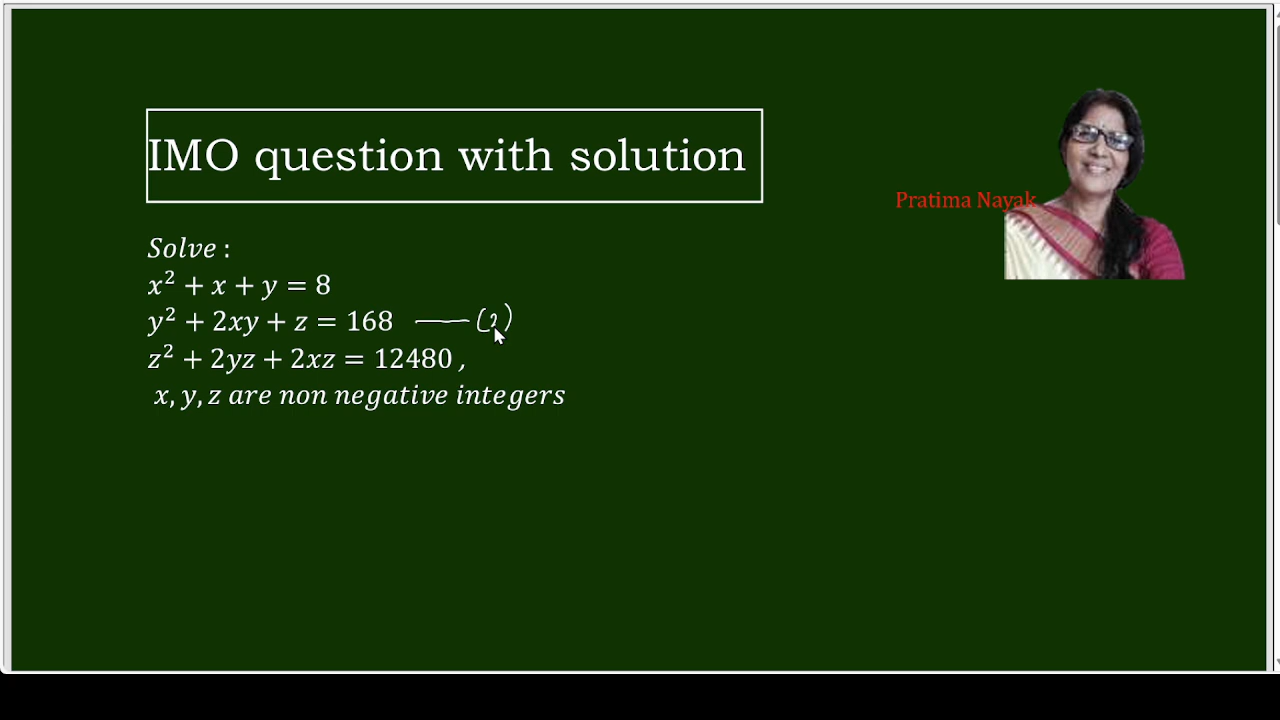 IMO question with solution
Pratima Nayak
Solve :
x² + x + y = 8
y² + 2xy + z = 168 —— (2)
z² + 2yz + 2xz = 12480 ,
x, y, z are non negative integers